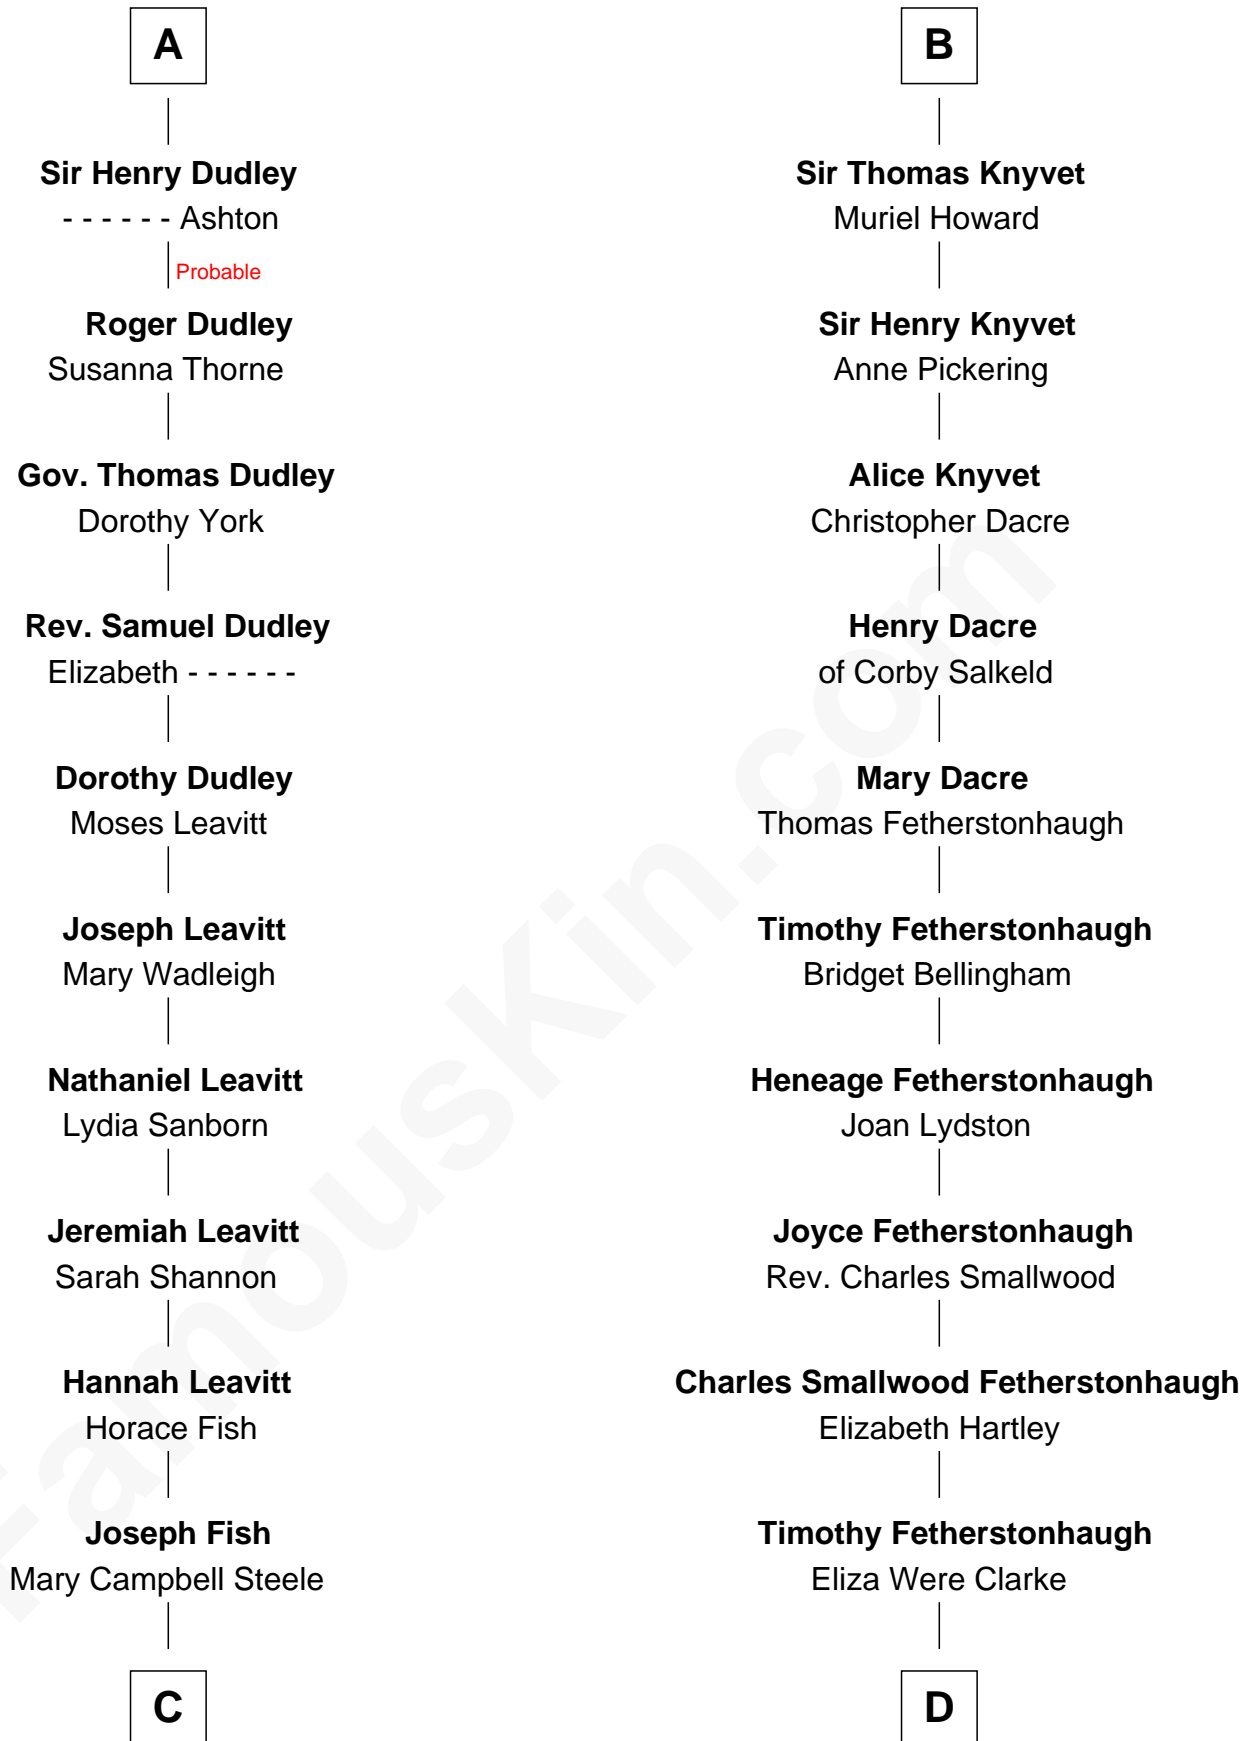 A
Sir Henry Dudley
- - - - - - Ashton
Probable
Roger Dudley
Susanna Thorne
Gov. Thomas Dudley
Dorothy York
Rev. Samuel Dudley
Elizabeth - - - - - -
Dorothy Dudley
Moses Leavitt
Joseph Leavitt
Mary Wadleigh
Nathaniel Leavitt
Lydia Sanborn
Jeremiah Leavitt
Sarah Shannon
Hannah Leavitt
Horace Fish
Joseph Fish
Mary Campbell Steele
C
B
Sir Thomas Knyvet
Muriel Howard
Sir Henry Knyvet
Anne Pickering
Alice Knyvet
Christopher Dacre
Henry Dacre
of Corby Salkeld
Mary Dacre
Thomas Fetherstonhaugh
Timothy Fetherstonhaugh
Bridget Bellingham
Heneage Fetherstonhaugh
Joan Lydston
Joyce Fetherstonhaugh
Rev. Charles Smallwood
Charles Smallwood Fetherstonhaugh
Elizabeth Hartley
Timothy Fetherstonhaugh
Eliza Were Clarke
D
FamousKin.com